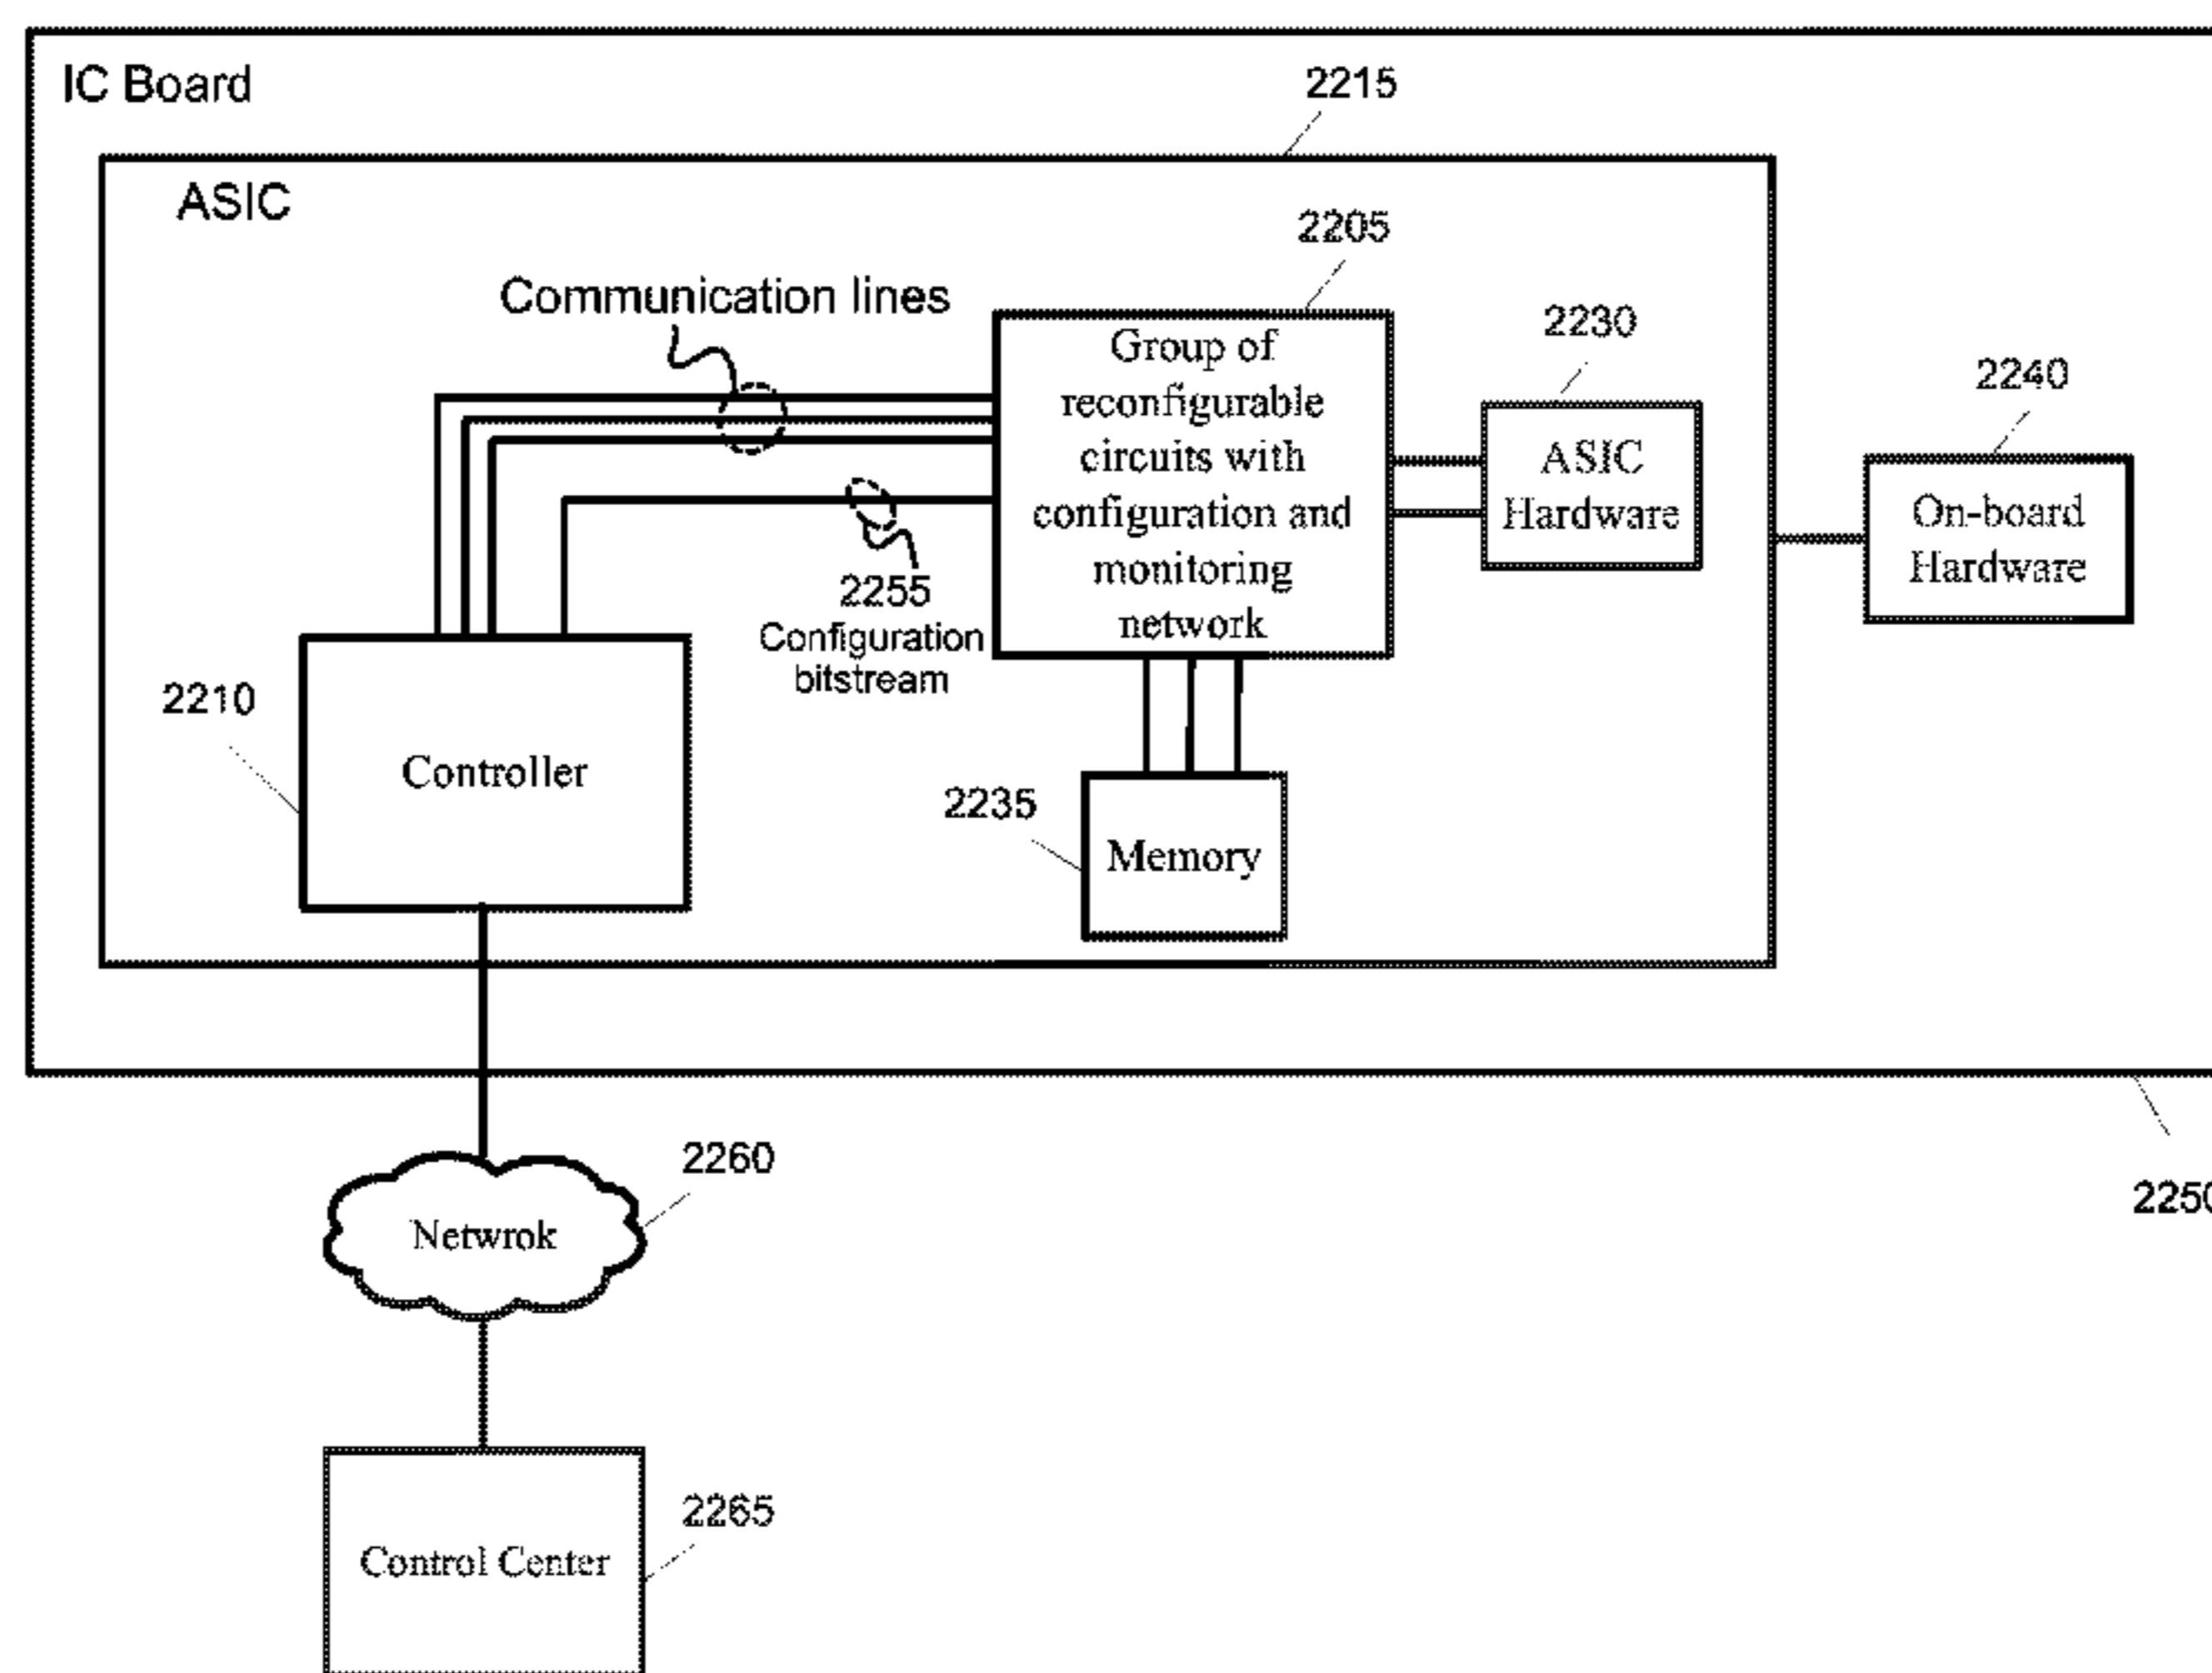 IC Board
2215
ASIC
2205
Communication lines
2230
2240
Group of
reconfigurable
circuits with
configuration and
monitoring
network
ASIC
Hardware
On-board
Hardware
2255
Configuration
bitstream
2210
Controller
2235
Memory
2260
2250
Netwrok
2265
Control Center